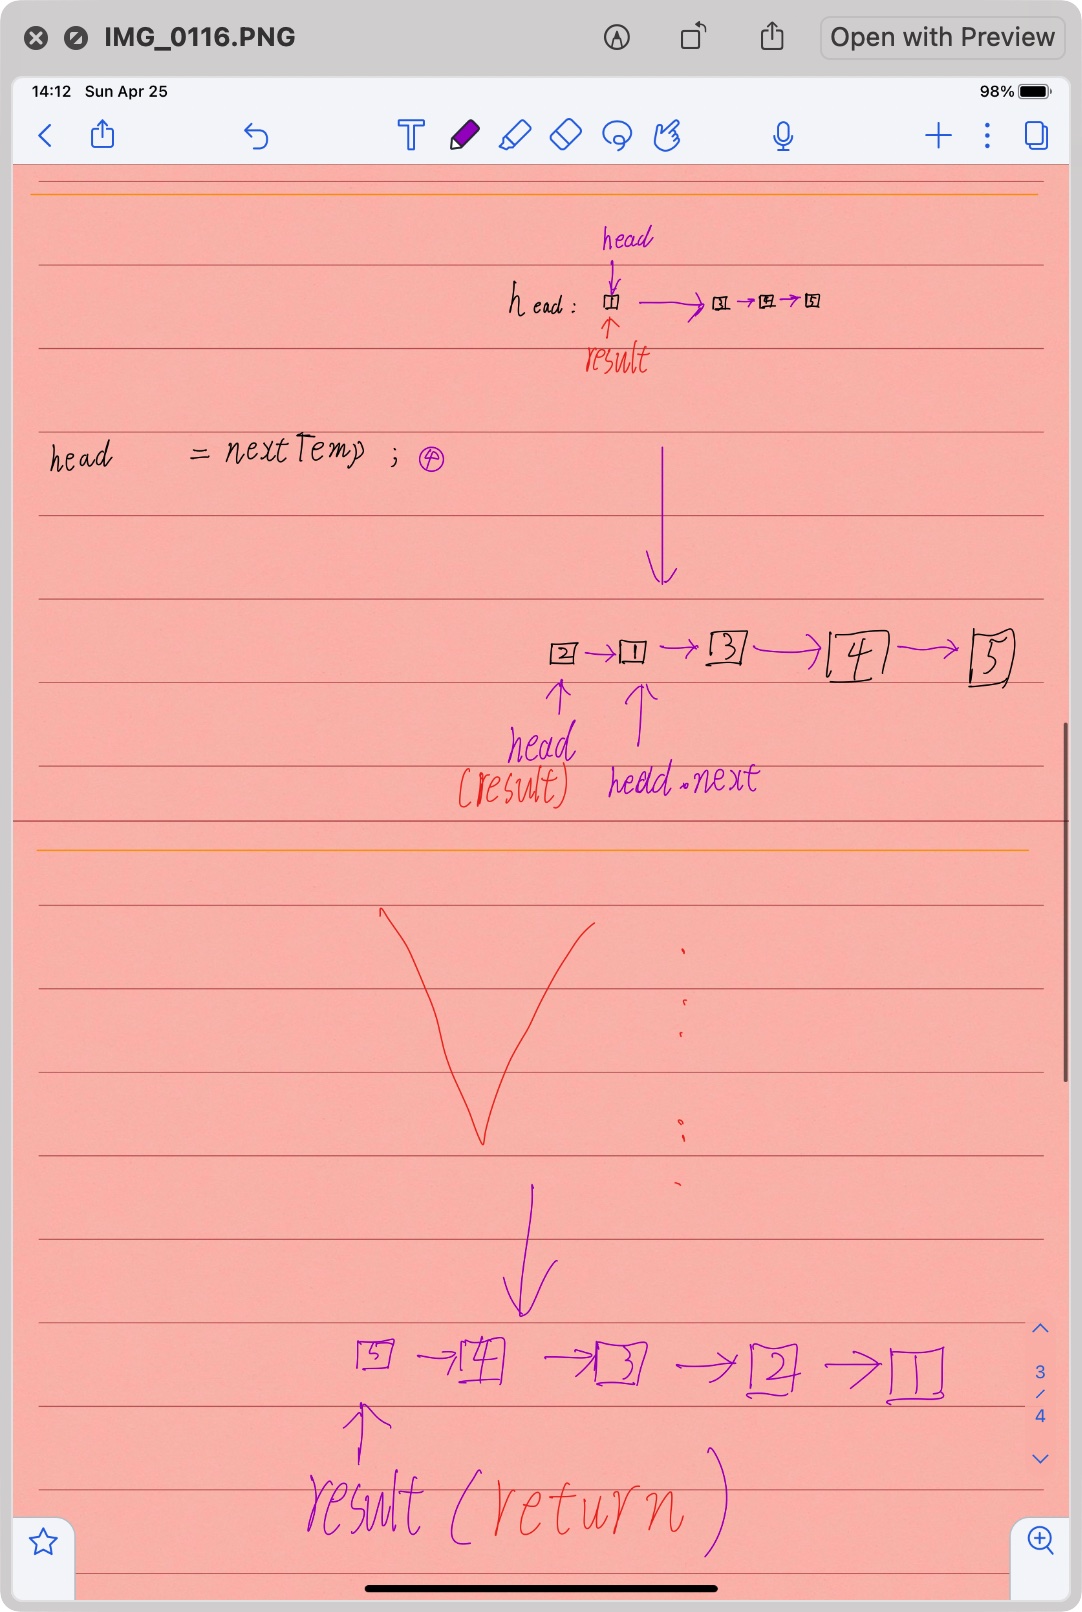 IMG_0116.PNG
Open with Preview
14:12 Sun Apr 25
98%
T
head
head: 1 3 4 5
result
head = nextTemp ; ④
2 1 3 4 5
head
(result) head.next
5 4 3 2 1
result (return)
3
/
4